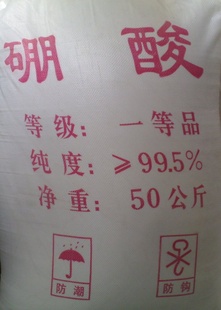 硼酸
等级：一等品
纯度：≥99.5%
净重：50公斤
防潮 防钩